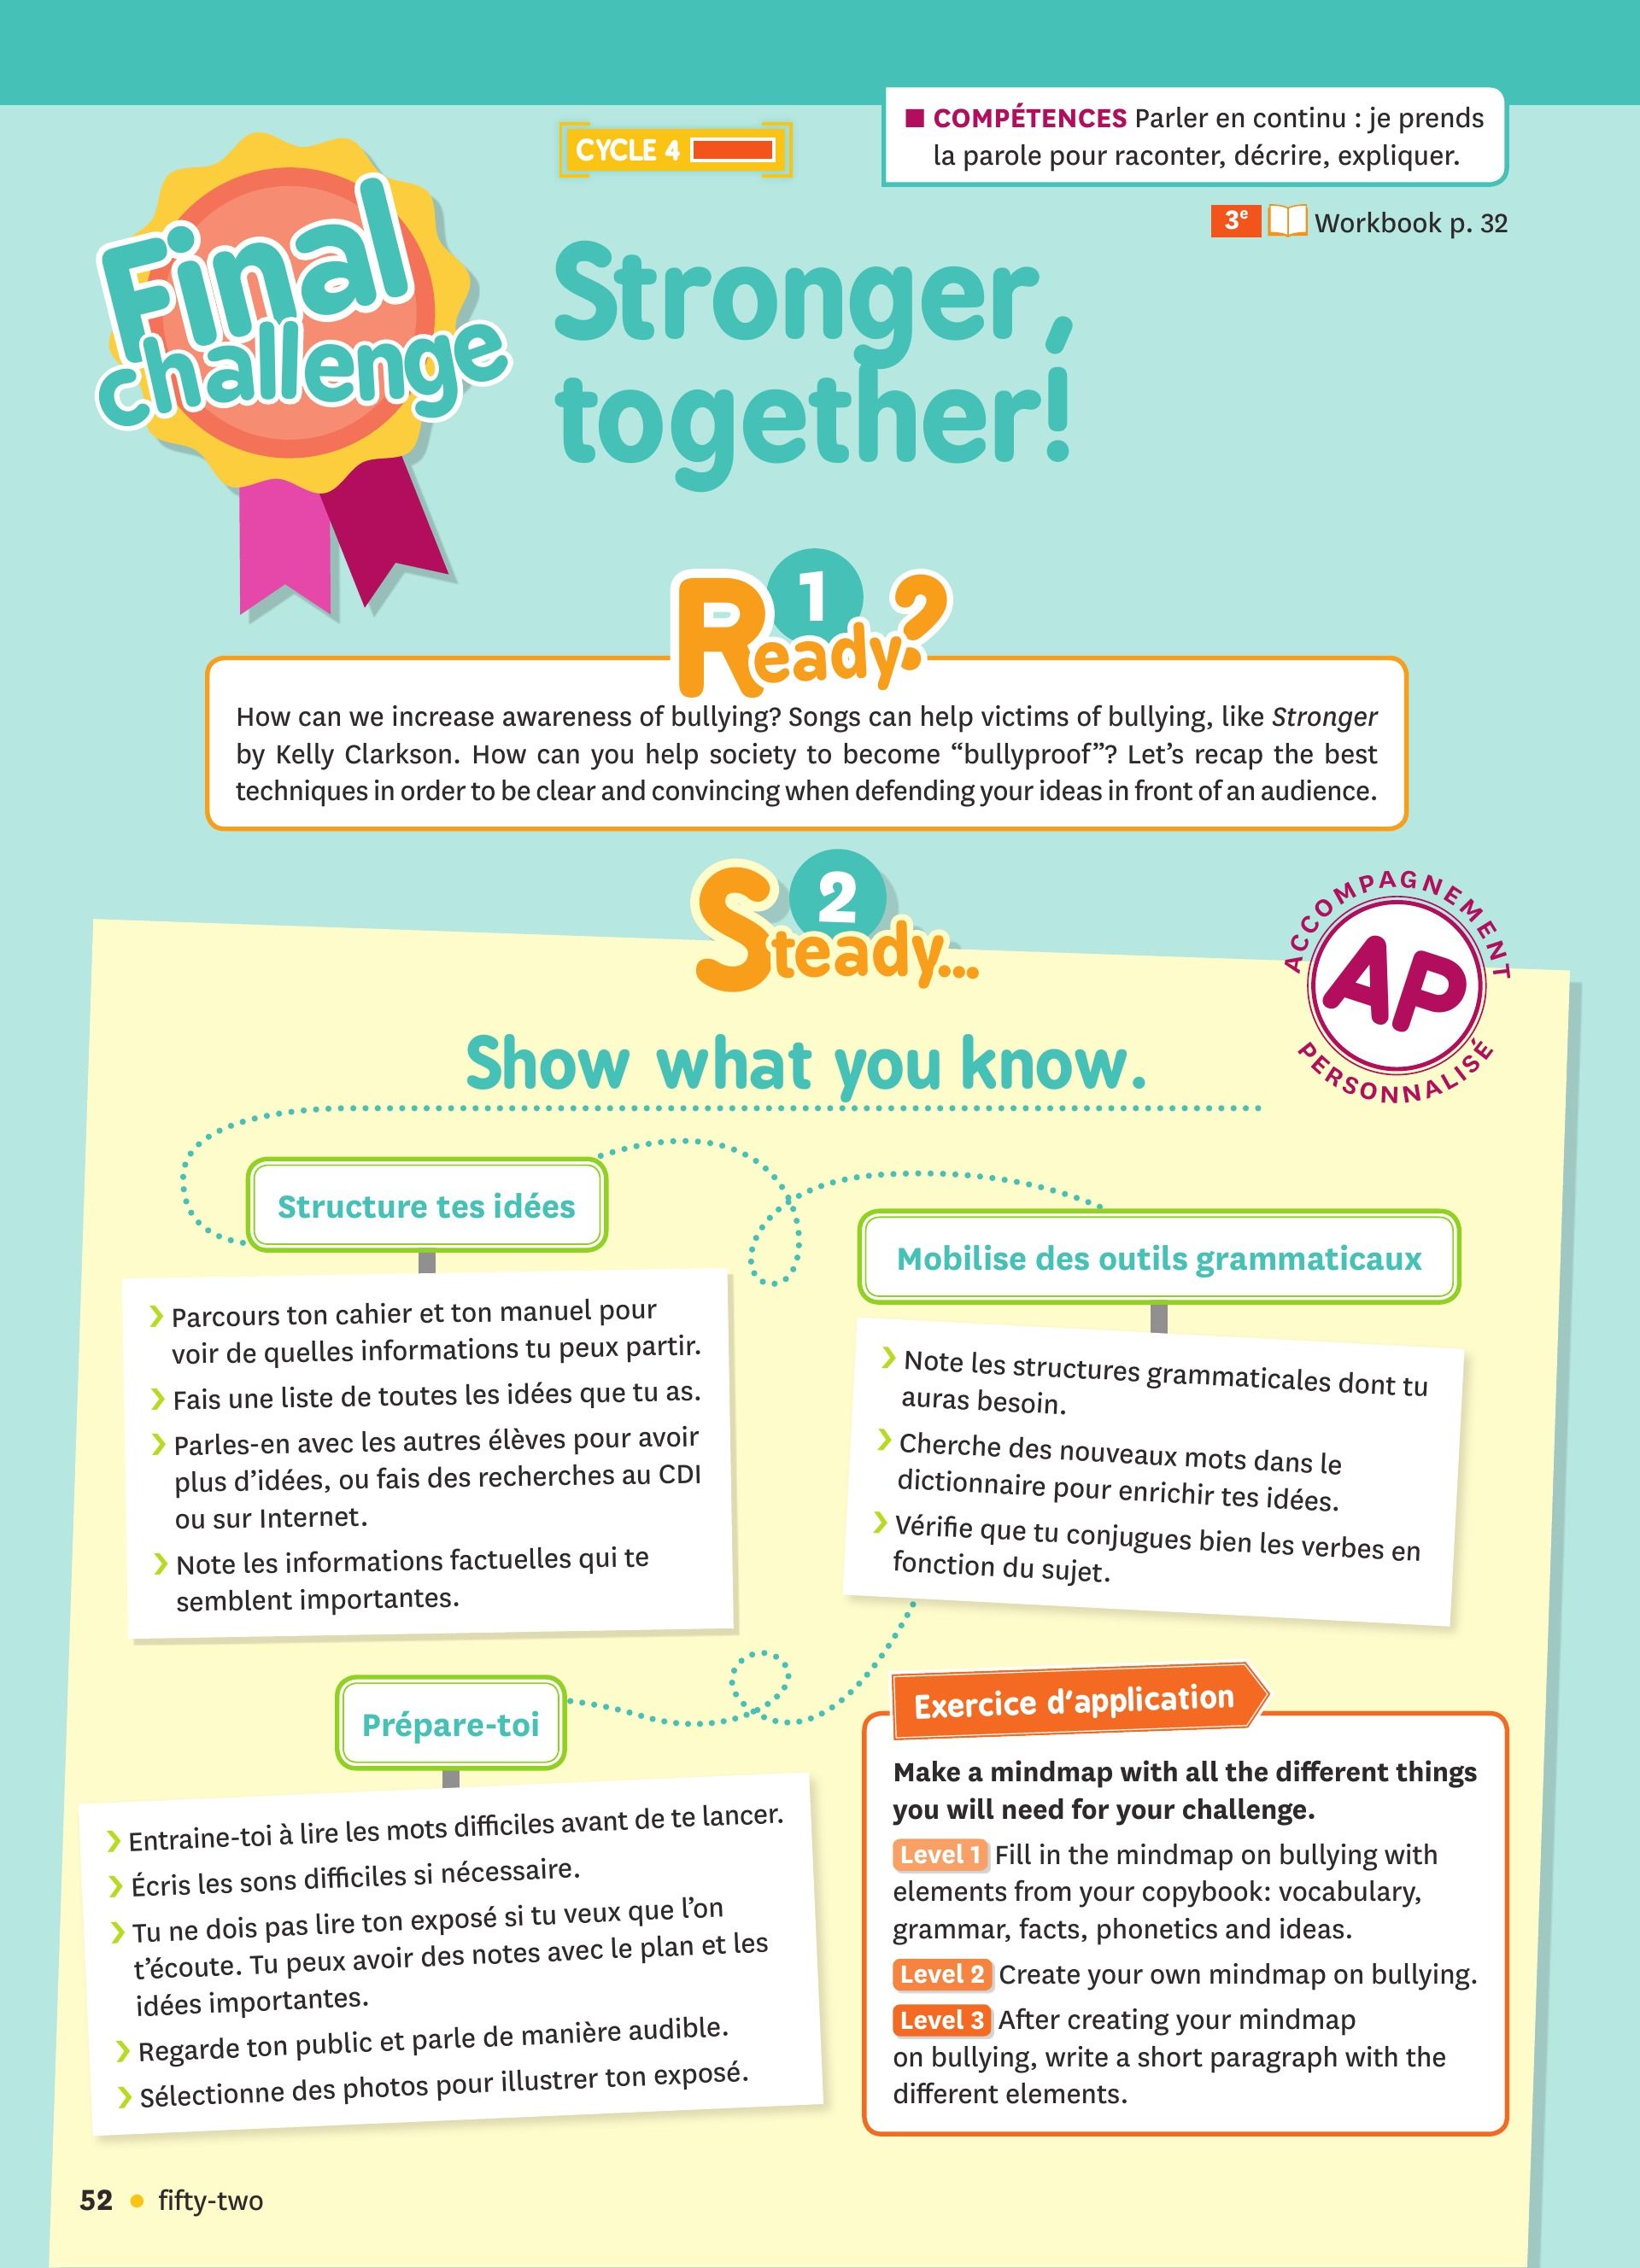 CYCLE 4
■ COMPÉTENCES Parler en continu : je prends
la parole pour raconter, décrire, expliquer.
3e Workbook p. 32
Final
challenge
Stronger,
together!
1
Ready?
How can we increase awareness of bullying? Songs can help victims of bullying, like Stronger
by Kelly Clarkson. How can you help society to become “bullyproof”? Let’s recap the best
techniques in order to be clear and convincing when defending your ideas in front of an audience.
2
Steady...
ACCOMPAGNEMENT
AP
PERSONNALISÉ
Show what you know.
Structure tes idées
❯ Parcours ton cahier et ton manuel pour
voir de quelles informations tu peux partir.
❯ Fais une liste de toutes les idées que tu as.
❯ Parles-en avec les autres élèves pour avoir
plus d’idées, ou fais des recherches au CDI
ou sur Internet.
❯ Note les informations factuelles qui te
semblent importantes.
Mobilise des outils grammaticaux
❯ Note les structures grammaticales dont tu
auras besoin.
❯ Cherche des nouveaux mots dans le
dictionnaire pour enrichir tes idées.
❯ Vérifie que tu conjugues bien les verbes en
fonction du sujet.
Prépare-toi
❯ Entraine-toi à lire les mots difficiles avant de te lancer.
❯ Écris les sons difficiles si nécessaire.
❯ Tu ne dois pas lire ton exposé si tu veux que l’on
t’écoute. Tu peux avoir des notes avec le plan et les
idées importantes.
❯ Regarde ton public et parle de manière audible.
❯ Sélectionne des photos pour illustrer ton exposé.
Exercice d’application
Make a mindmap with all the different things
you will need for your challenge.
Level 1 Fill in the mindmap on bullying with
elements from your copybook: vocabulary,
grammar, facts, phonetics and ideas.
Level 2 Create your own mindmap on bullying.
Level 3 After creating your mindmap
on bullying, write a short paragraph with the
different elements.
52 • fifty-two